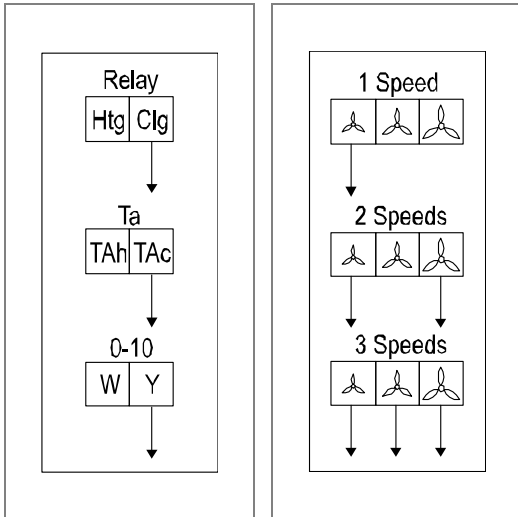 Relay
Htg Clg
Ta
TAh TAc
0-10
W Y
1 Speed
2 Speeds
3 Speeds